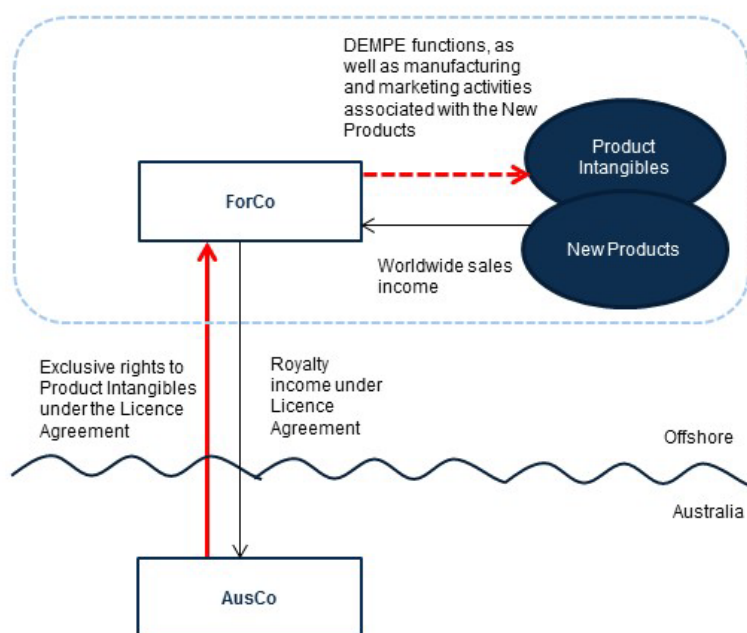 DEMPE functions, as
well as manufacturing
and marketing activities
associated with the New
Products
Product
Intangibles
ForCo
New Products
Worldwide sales
income
Exclusive rights to
Product Intangibles
under the Licence
Agreement
Royalty
income under
Licence
Agreement
Offshore
Australia
AusCo